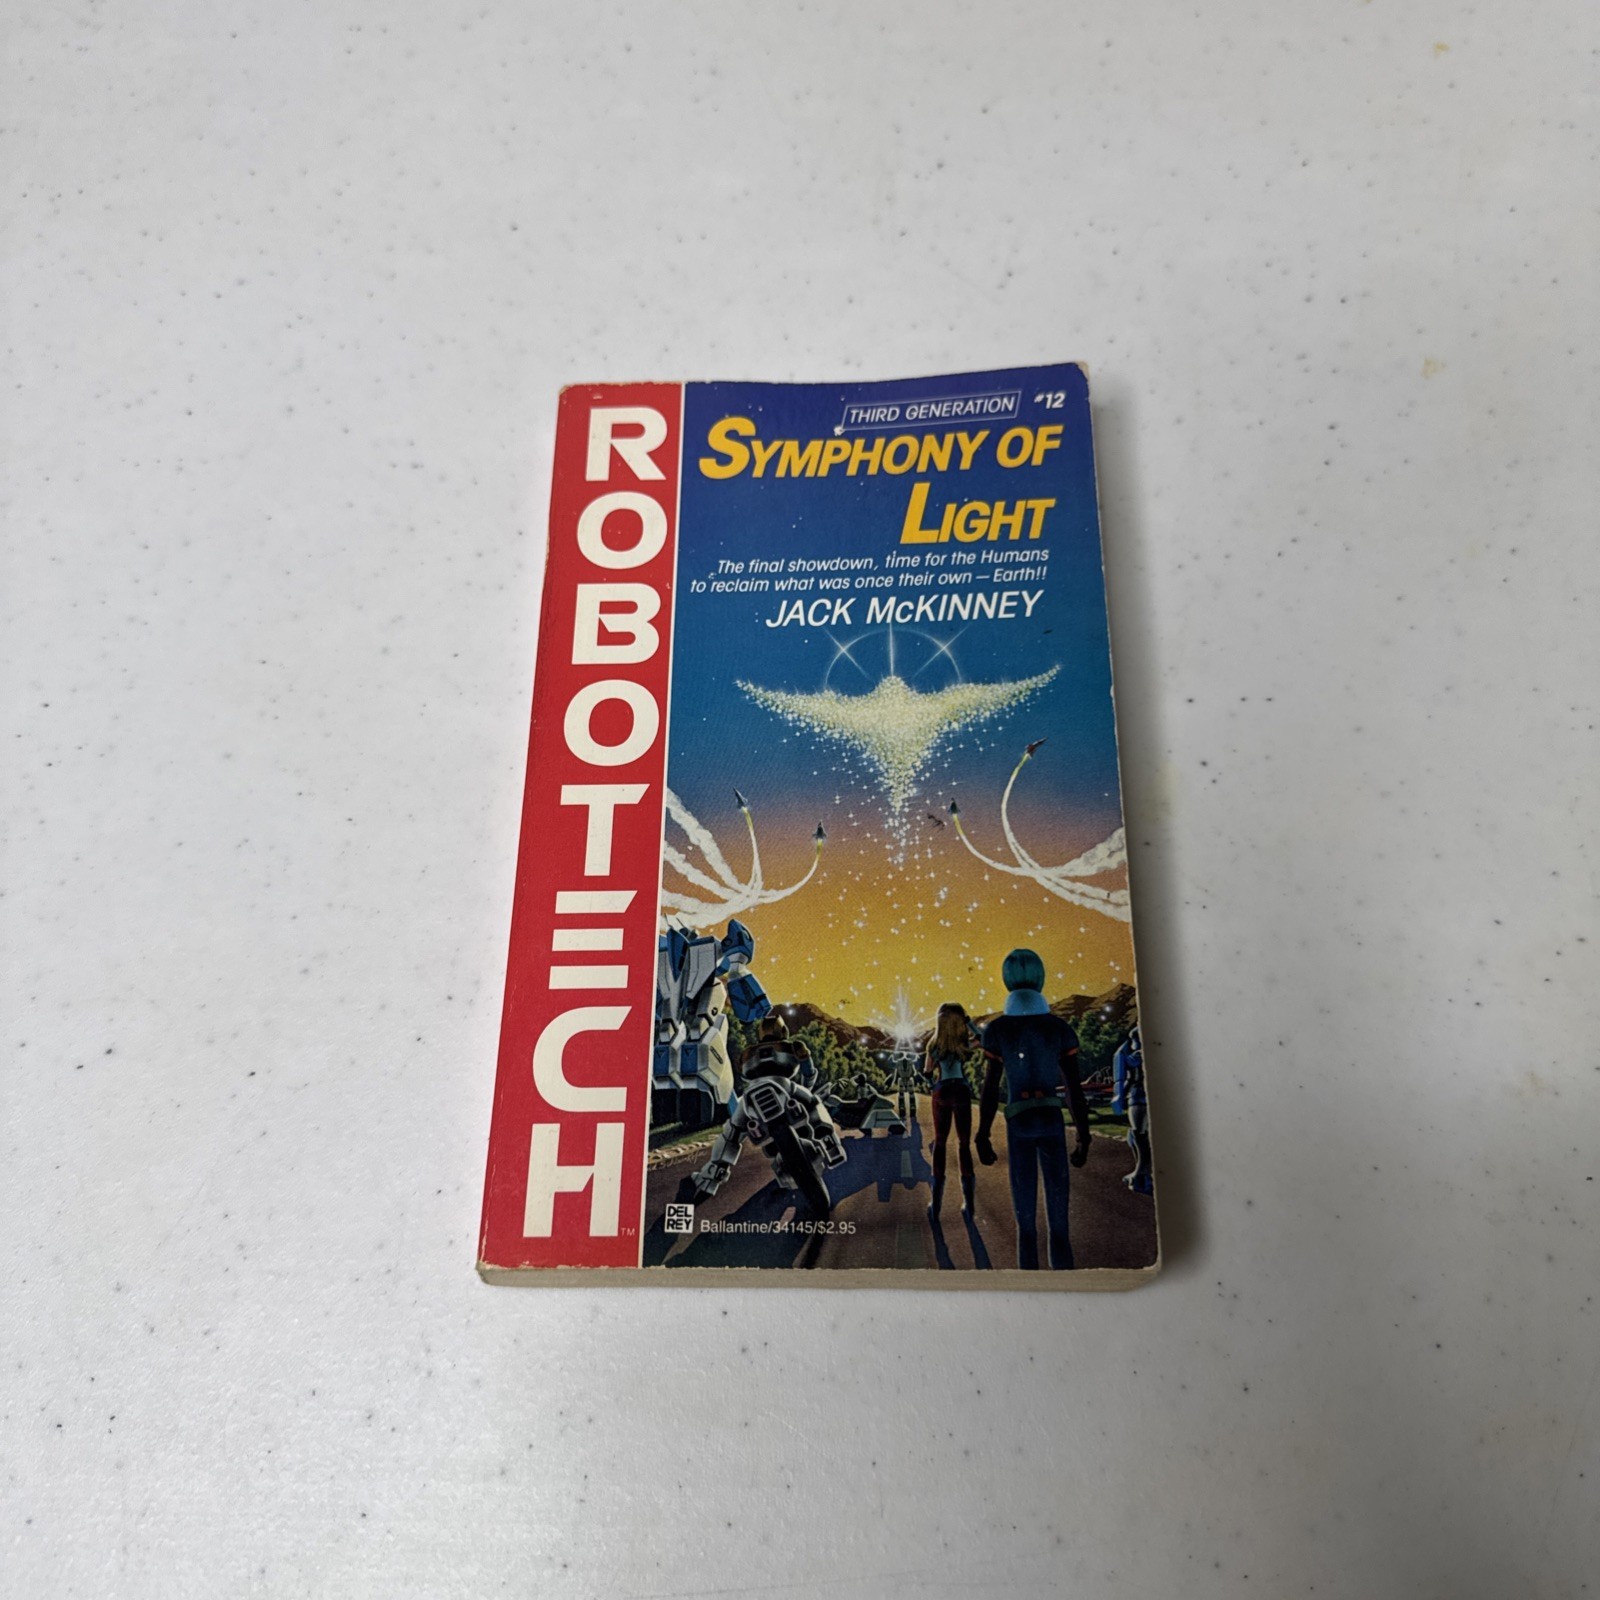 ROBOTECH
TM
THIRD GENERATION
#12
SYMPHONY OF
LIGHT
The final showdown, time for the Humans
to reclaim what was once their own — Earth!!
JACK McKINNEY
DEL
REY
Ballantine/34145/$2.95